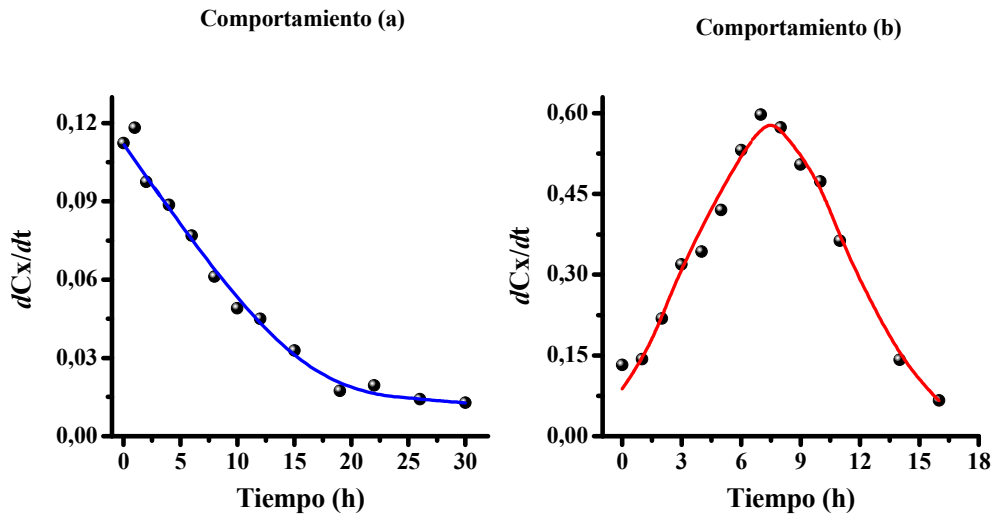 Comportamiento (a)
dCx/dt
0,12
0,09
0,06
0,03
0,00
0 5 10 15 20 25 30
Tiempo (h)
Comportamiento (b)
dCx/dt
0,60
0,45
0,30
0,15
0,00
0 3 6 9 12 15 18
Tiempo (h)